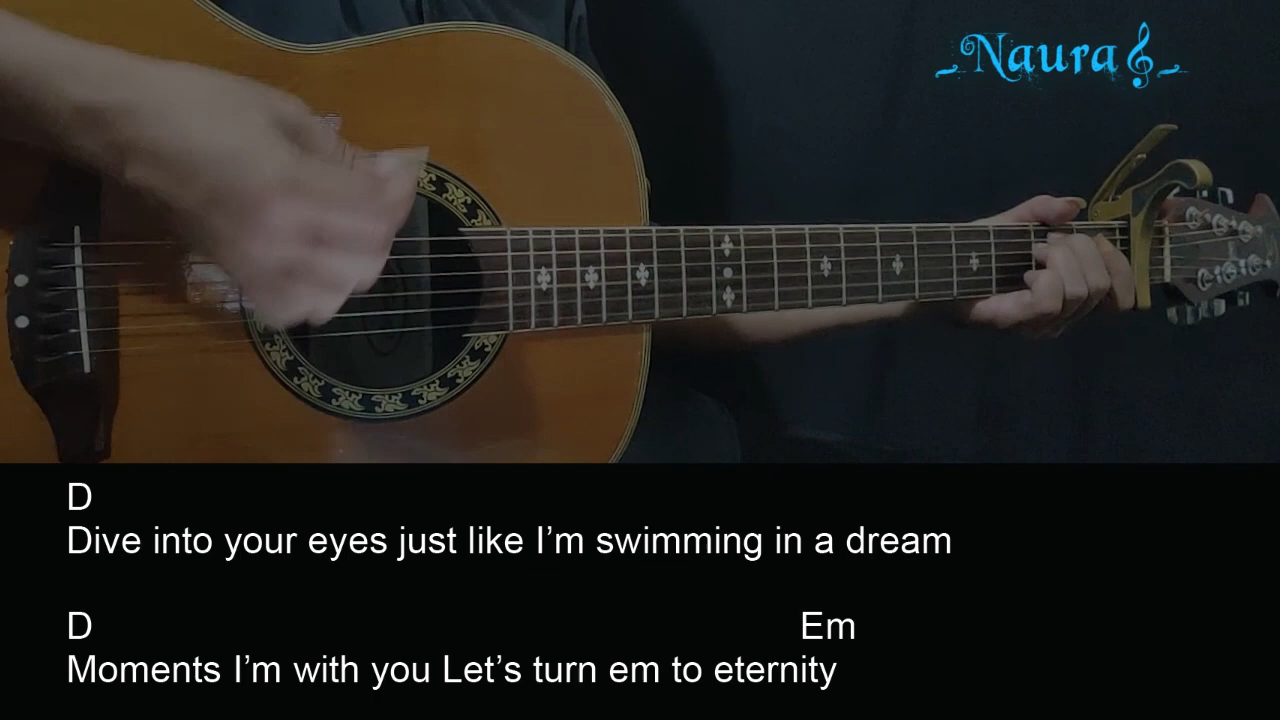 Naura
D
Dive into your eyes just like I’m swimming in a dream
D Em
Moments I’m with you Let’s turn em to eternity